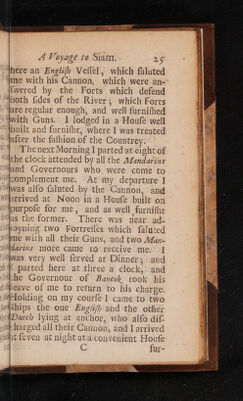 A Voyage to Siam. 25
here an English Vessel, which saluted
me with his Cannon, which were an-
swered by the Forts which defend
both sides of the River; which Forts
are regular enough, and well furnished
with Guns. I lodged in a House well
built and furnisht, where I was treated
after the fashion of the Countrey.
The next Morning I parted at eight of
the clock attended by all the Mandarins
and Governours who were come to
complement me. At my departure I
was also saluted by the Cannon, and
arrived at Noon in a House built on
purpose for me, and as well furnisht
as the former. There was near ad-
joyning two Fortresses which saluted
me with all their Guns, and two Man-
darins more came to receive me. I
was very well served at Dinner; and
parted here at three a clock, and
the Governour of Bancok took his
leave of me to return to his charge.
Holding on my course I came to two
Ships the one English and the other
Dutch lying at anchor, who also dis-
charged all their Cannon, and I arrived
at seven at night at a convenient House
C fur-